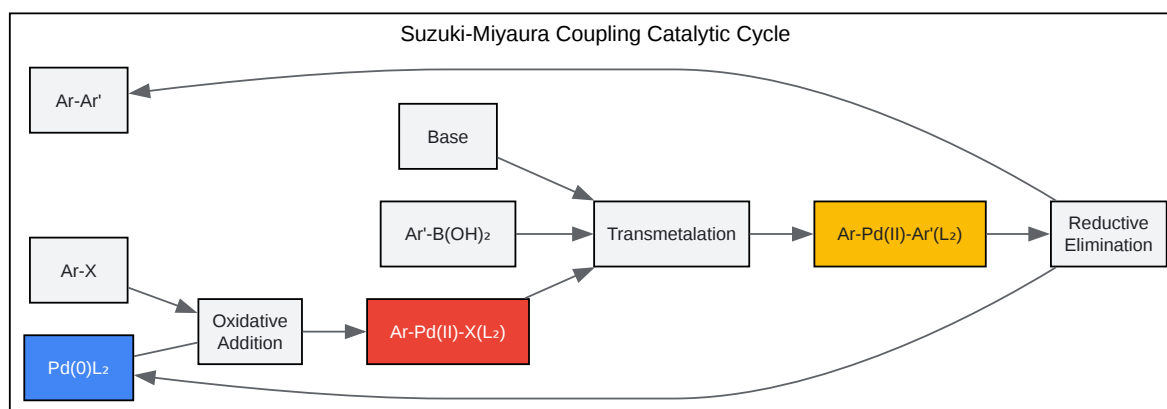 Suzuki-Miyaura Coupling Catalytic Cycle
Ar-Ar'
Base
Ar'-B(OH)₂
Transmetalation
Ar-Pd(II)-Ar'(L₂)
Reductive
Elimination
Ar-X
Oxidative
Addition
Ar-Pd(II)-X(L₂)
Pd(0)L₂